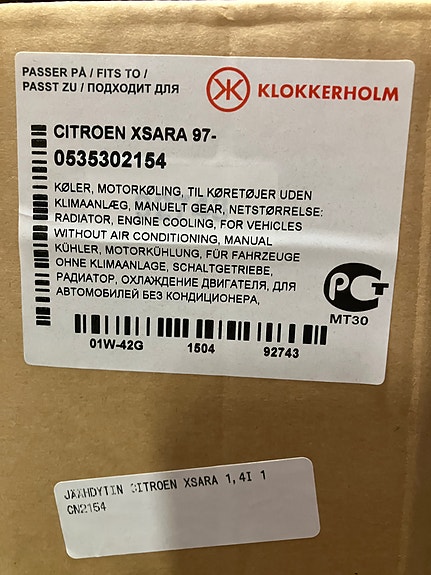 PASSER PÅ / FITS TO /
PASST ZU / ПОДХОДИТ ДЛЯ
KLOKKERHOLM
CITROEN XSARA 97-
0535302154
KØLER, MOTORKØLING, TIL KØRETØJER UDEN
KLIMAANLÆG, MANUELT GEAR, NETSTØRRELSE:
RADIATOR, ENGINE COOLING, FOR VEHICLES
WITHOUT AIR CONDITIONING, MANUAL
KÜHLER, MOTORKÜHLUNG, FÜR FAHRZEUGE
OHNE KLIMAANLAGE, SCHALTGETRIEBE,
РАДИАТОР, ОХЛАЖДЕНИЕ ДВИГАТЕЛЯ, ДЛЯ
АВТОМОБИЛЕЙ БЕЗ КОНДИЦИОНЕРА,
РСТ
MT30
01W-42G 1504 92743
JÄÄHDYTIN CITROEN XSARA 1,4I 1
CN2154